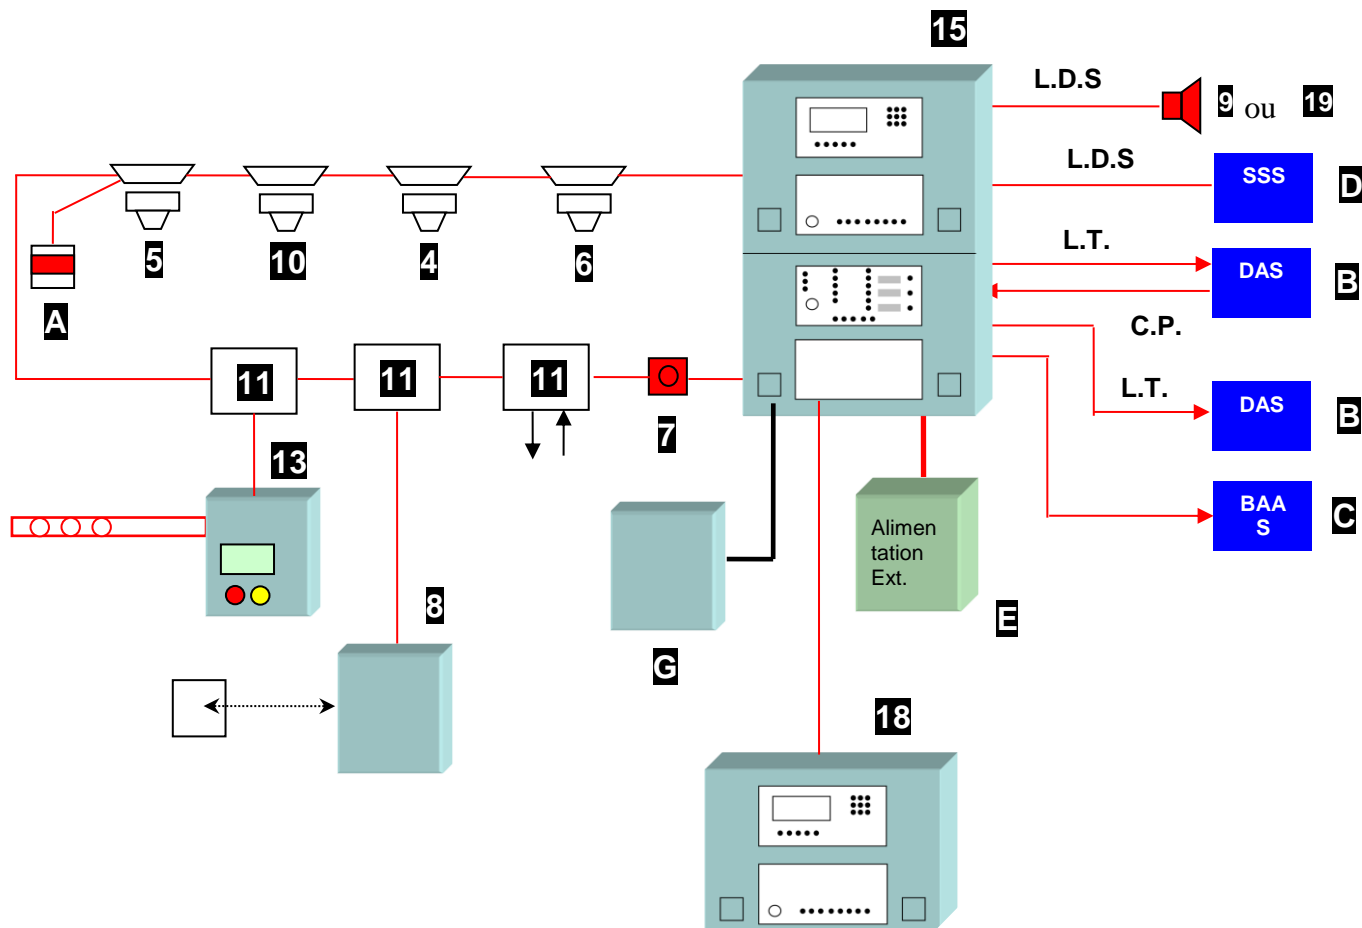 15
L.D.S
9 ou 19
L.D.S
SSS
D
5
10
4
6
L.T.
DAS
B
A
C.P.
11
11
11
7
L.T.
DAS
B
13
BAA
S
C
Alimen
tation
Ext.
8
E
G
18